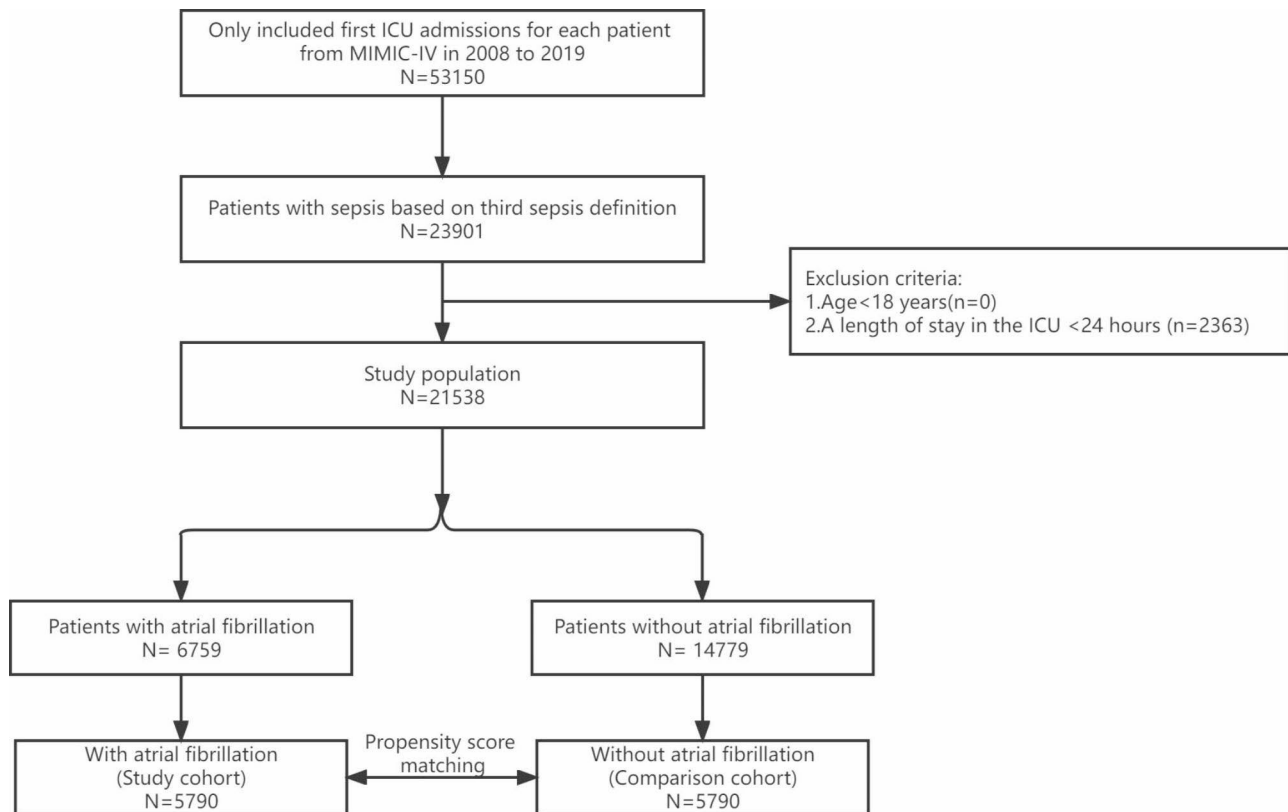 Only included first ICU admissions for each patient
from MIMIC-IV in 2008 to 2019
N=53150
Patients with sepsis based on third sepsis definition
N=23901
Exclusion criteria:
1.Age<18 years(n=0)
2.A length of stay in the ICU <24 hours (n=2363)
Study population
N=21538
Patients with atrial fibrillation
N= 6759
Patients without atrial fibrillation
N= 14779
With atrial fibrillation
(Study cohort)
N=5790
Propensity score
matching
Without atrial fibrillation
(Comparison cohort)
N=5790